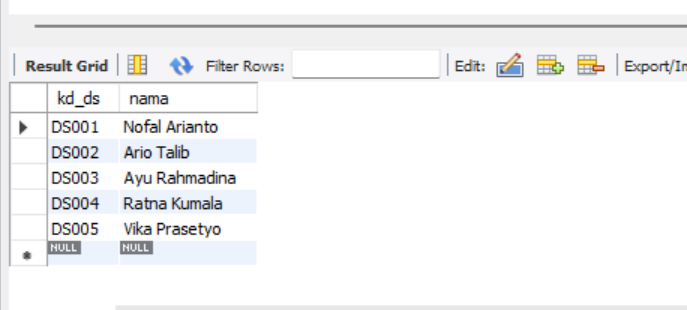 Result Grid Filter Rows: Edit: Export/Im
kd_ds nama
DS001 Nofal Arianto
DS002 Ario Talib
DS003 Ayu Rahmadina
DS004 Ratna Kumala
DS005 Vika Prasetyo
NULL NULL